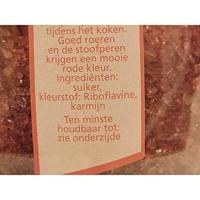 tijdens het koken.
Goed roeren
en de stoofperen
krijgen een mooie
rode kleur.
Ingrediënten:
suiker,
kleurstof: Riboflavine,
karmijn
Ten minste
houdbaar tot:
zie onderzijde